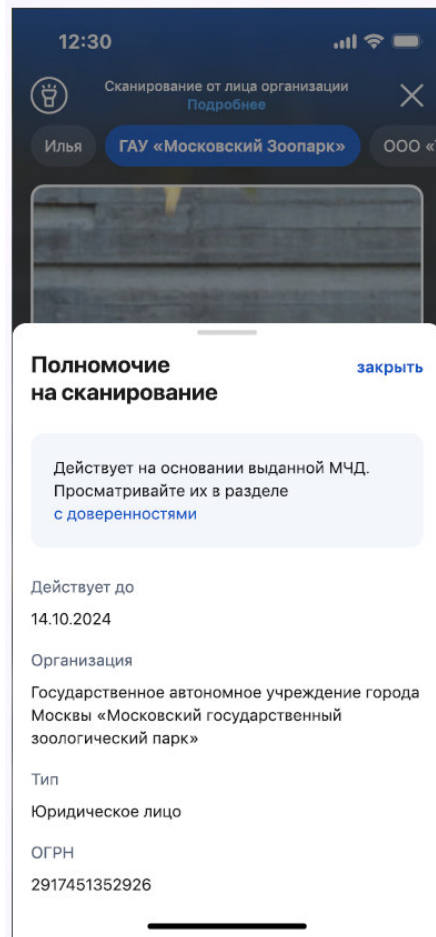 12:30
Сканирование от лица организации
Подробнее
Илья
ГАУ «Московский Зоопарк»
ООО «
Полномочие
на сканирование
закрыть
Действует на основании выданной МЧД.
Просматривайте их в разделе
с доверенностями
Действует до
14.10.2024
Организация
Государственное автономное учреждение города
Москвы «Московский государственный
зоологический парк»
Тип
Юридическое лицо
ОГРН
2917451352926